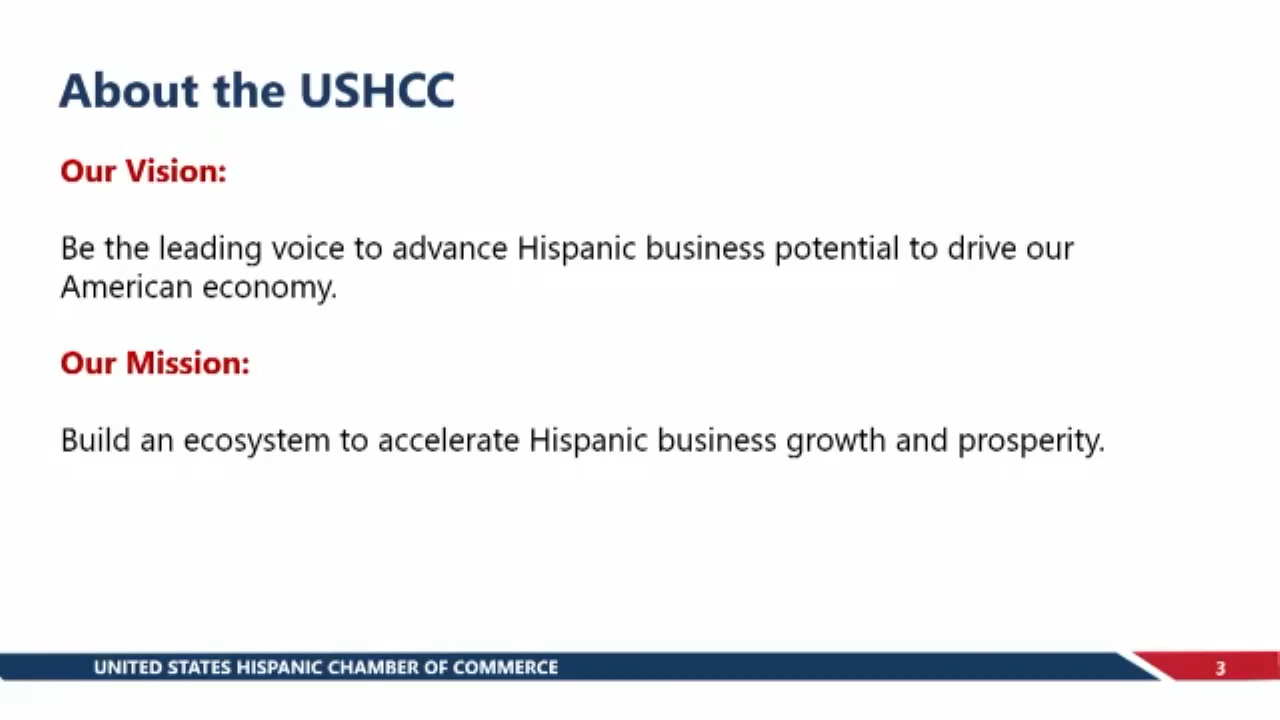 About the USHCC
Our Vision:
Be the leading voice to advance Hispanic business potential to drive our
American economy.
Our Mission:
Build an ecosystem to accelerate Hispanic business growth and prosperity.
UNITED STATES HISPANIC CHAMBER OF COMMERCE
3